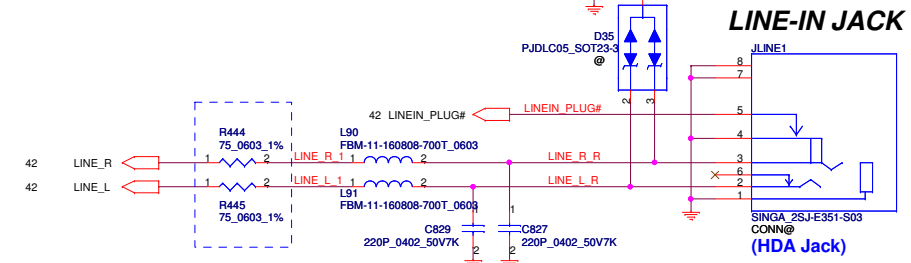 LINE-IN JACK
D35
PJDLC05_SOT23-3
@
JLINE1
8
7
2
3
42 LINEIN_PLUG#
LINEIN_PLUG#
5
4
R444
75_0603_1%
L90
FBM-11-160808-700T_0603
42 LINE_R
1 2
LINE_R_1
1 2
LINE_R_R
3
6
42 LINE_L
1 2
LINE_L_1
1 2
LINE_L_R
2
1
R445
75_0603_1%
L91
FBM-11-160808-700T_0603
1
1
C829
220P_0402_50V7K
C827
220P_0402_50V7K
2
2
SINGA_2SJ-E351-S03
CONN@
(HDA Jack)